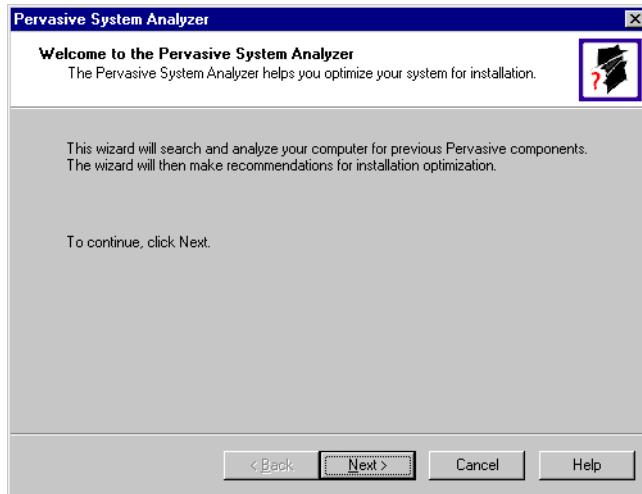 Pervasive System Analyzer
Welcome to the Pervasive System Analyzer
The Pervasive System Analyzer helps you optimize your system for installation.
?
This wizard will search and analyze your computer for previous Pervasive components.
The wizard will then make recommendations for installation optimization.
To continue, click Next.
< Back Next > Cancel Help